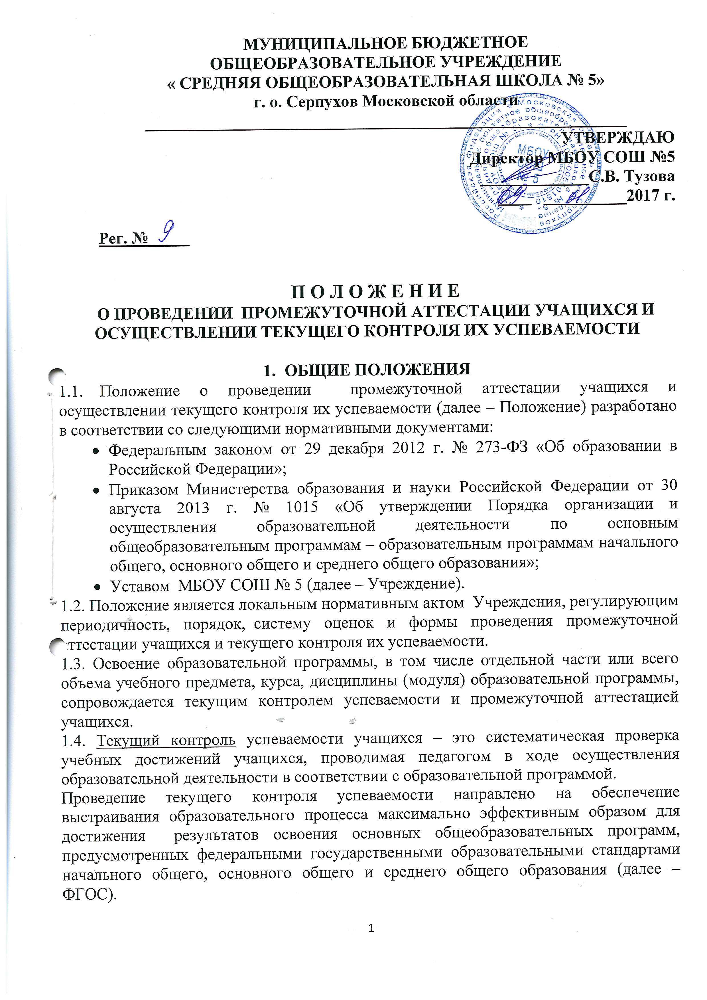 МУНИЦИПАЛЬНОЕ БЮДЖЕТНОЕ
ОБЩЕОБРАЗОВАТЕЛЬНОЕ УЧРЕЖДЕНИЕ
« СРЕДНЯЯ ОБЩЕОБРАЗОВАТЕЛЬНАЯ ШКОЛА № 5»
г. о. Серпухов Московской области
УТВЕРЖДАЮ
Директор МБОУ СОШ №5
С.В. Тузова
09 2017 г.
МБОУ
СОШ
№ 5
Рег. № 9
П О Л О Ж Е Н И Е
О ПРОВЕДЕНИИ ПРОМЕЖУТОЧНОЙ АТТЕСТАЦИИ УЧАЩИХСЯ И
ОСУЩЕСТВЛЕНИИ ТЕКУЩЕГО КОНТРОЛЯ ИХ УСПЕВАЕМОСТИ
1. ОБЩИЕ ПОЛОЖЕНИЯ
1.1. Положение о проведении промежуточной аттестации учащихся и
осуществлении текущего контроля их успеваемости (далее – Положение) разработано
в соответствии со следующими нормативными документами:
• Федеральным законом от 29 декабря 2012 г. № 273-ФЗ «Об образовании в
Российской Федерации»;
• Приказом Министерства образования и науки Российской Федерации от 30
августа 2013 г. № 1015 «Об утверждении Порядка организации и
осуществления образовательной деятельности по основным
общеобразовательным программам – образовательным программам начального
общего, основного общего и среднего общего образования»;
• Уставом МБОУ СОШ № 5 (далее – Учреждение).
1.2. Положение является локальным нормативным актом Учреждения, регулирующим
периодичность, порядок, систему оценок и формы проведения промежуточной
ттестации учащихся и текущего контроля их успеваемости.
1.3. Освоение образовательной программы, в том числе отдельной части или всего
объема учебного предмета, курса, дисциплины (модуля) образовательной программы,
сопровождается текущим контролем успеваемости и промежуточной аттестацией
учащихся.
1.4. Текущий контроль успеваемости учащихся – это систематическая проверка
учебных достижений учащихся, проводимая педагогом в ходе осуществления
образовательной деятельности в соответствии с образовательной программой.
Проведение текущего контроля успеваемости направлено на обеспечение
выстраивания образовательного процесса максимально эффективным образом для
достижения результатов освоения основных общеобразовательных программ,
предусмотренных федеральными государственными образовательными стандартами
начального общего, основного общего и среднего общего образования (далее –
ФГОС).
1